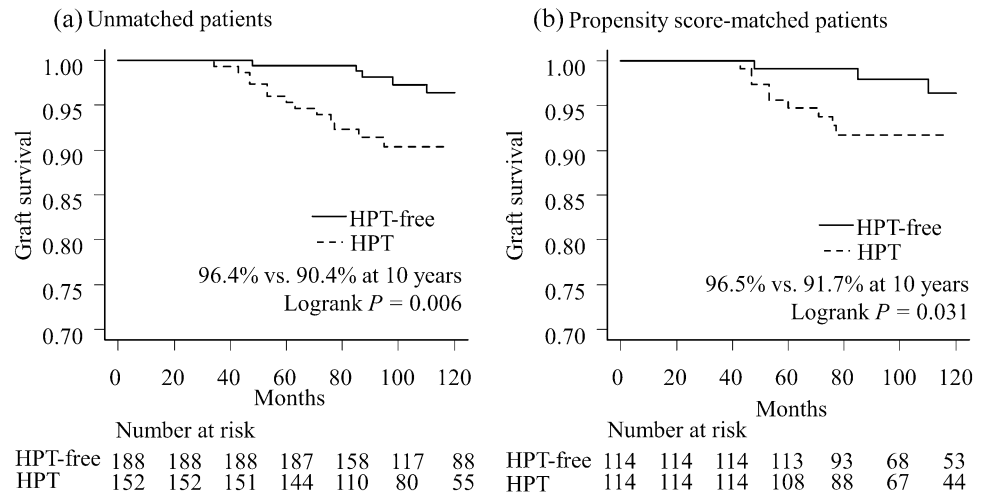 (a) Unmatched patients
Graft survival
1.00
0.95
0.90
0.85
0.80
0.75
0.70
HPT-free
HPT
96.4% vs. 90.4% at 10 years
Logrank P = 0.006
0 20 40 60 80 100 120
Months
Number at risk
HPT-free 188 188 188 187 158 117 88
HPT 152 152 151 144 110 80 55
(b) Propensity score-matched patients
Graft survival
1.00
0.95
0.90
0.85
0.80
0.75
0.70
HPT-free
HPT
96.5% vs. 91.7% at 10 years
Logrank P = 0.031
0 20 40 60 80 100 120
Months
Number at risk
HPT-free 114 114 114 113 93 68 53
HPT 114 114 114 108 88 67 44